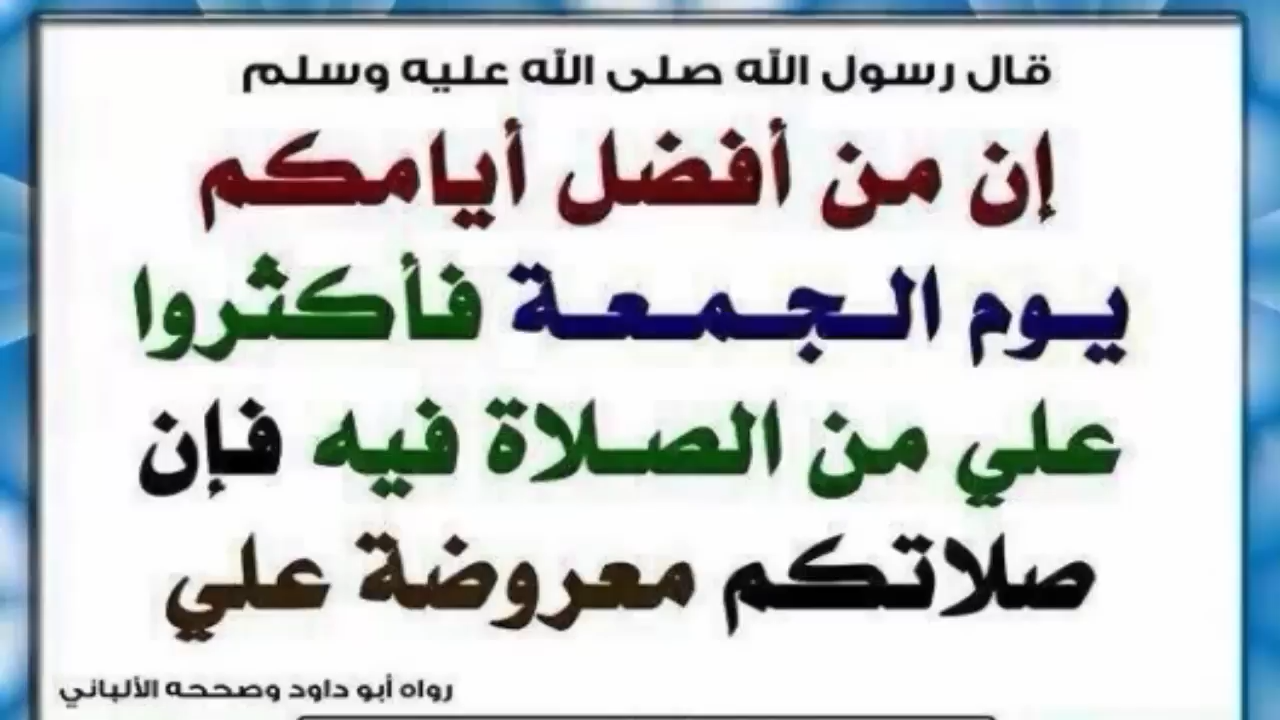 قال رسول الله صلى الله عليه وسلم
إن من أفضل أيامكم
يوم الجمعة فأكثروا
علي من الصلاة فيه فإن
صلاتكم معروضة علي
رواه أبو داود وصححه الألباني